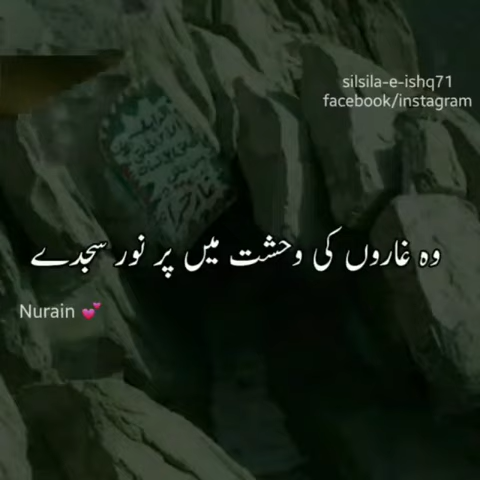 silsila-e-ishq71
facebook/instagram
وہ غاروں کی وحشت میں پر نور سجدے
Nurain 💕